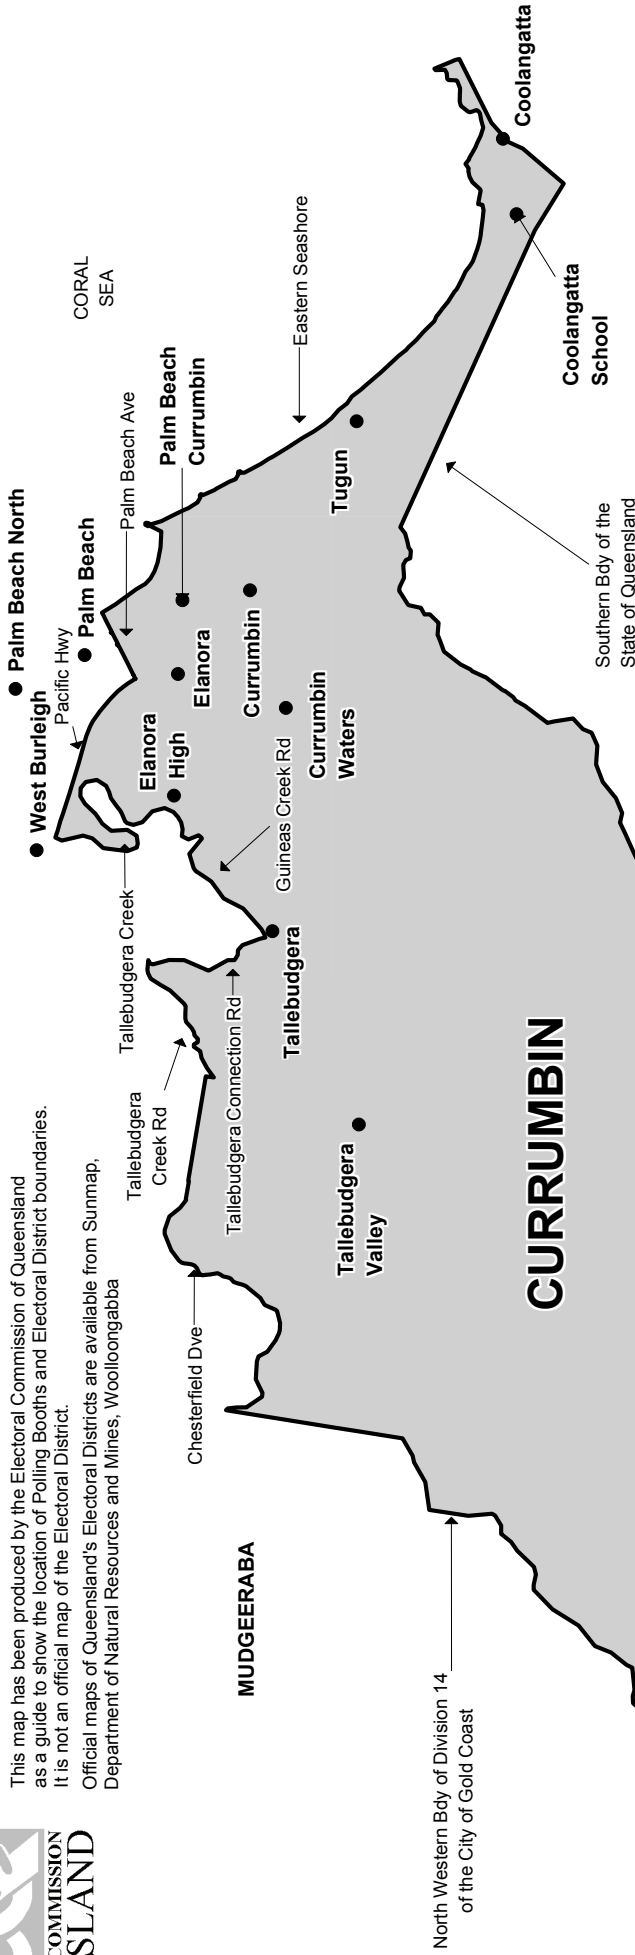 COMMISSION
SLAND
This map has been produced by the Electoral Commission of Queensland
as a guide to show the location of Polling Booths and Electoral District boundaries.
It is not an official map of the Electoral District.
Official maps of Queensland's Electoral Districts are available from Sunmap,
Department of Natural Resources and Mines, Woolloongabba
West Burleigh
Palm Beach North
Pacific Hwy
Palm Beach
Palm Beach Ave
CORAL
SEA
Tallebudgera Creek
Elanora
High
Elanora
Palm Beach
Currumbin
Tallebudgera
Creek Rd
Chesterfield Dve
Tallebudgera Connection Rd
Guineas Creek Rd
Currumbin
Eastern Seashore
MUDGEERABA
Tallebudgera
Currumbin
Waters
Tugun
Tallebudgera
Valley
North Western Bdy of Division 14
of the City of Gold Coast
CURRUMBIN
Coolangatta
Coolangatta
School
Southern Bdy of the
State of Queensland